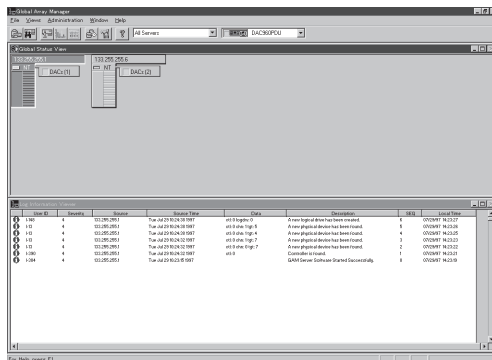 Global Array Manager
File Views Administration Window Help
All Servers
DAC960PDU
Global Status View
133.255.255.1 133.255.255.6
NT DACs (1) NT DACs (2)
Log Information Viewer
User ID Severity Source Source Time Data Description SEQ Local Time
I-148 4 133.255.255.1 Tue Jul 29 16:24:38 1997 ctl: 0 logdrv: 0 A new logical drive has been created. 6 07/29/97 14:23:27
I-13 4 133.255.255.1 Tue Jul 29 16:24:32 1997 ctl: 0 chn: 1 tgt: 5 A new physical device has been found. 5 07/29/97 14:23:26
I-13 4 133.255.255.1 Tue Jul 29 16:24:32 1997 ctl: 0 chn: 1 tgt: 4 A new physical device has been found. 4 07/29/97 14:23:25
I-13 4 133.255.255.1 Tue Jul 29 16:24:32 1997 ctl: 0 chn: 1 tgt: 7 A new physical device has been found. 3 07/29/97 14:23:23
I-13 4 133.255.255.1 Tue Jul 29 16:24:32 1997 ctl: 0 chn: 0 tgt: 7 A new physical device has been found. 2 07/29/97 14:23:22
4 133.255.255.1 Tue Jul 29 16:24:32 1997 ctl: 0 Controller is found. 1 07/29/97 14:23:21
4 133.255.255.1 Tue Jul 29 16:23:15 1997 GAM Server Software Started Successfully. 0 07/29/97 14:23:19
For Help, press F1